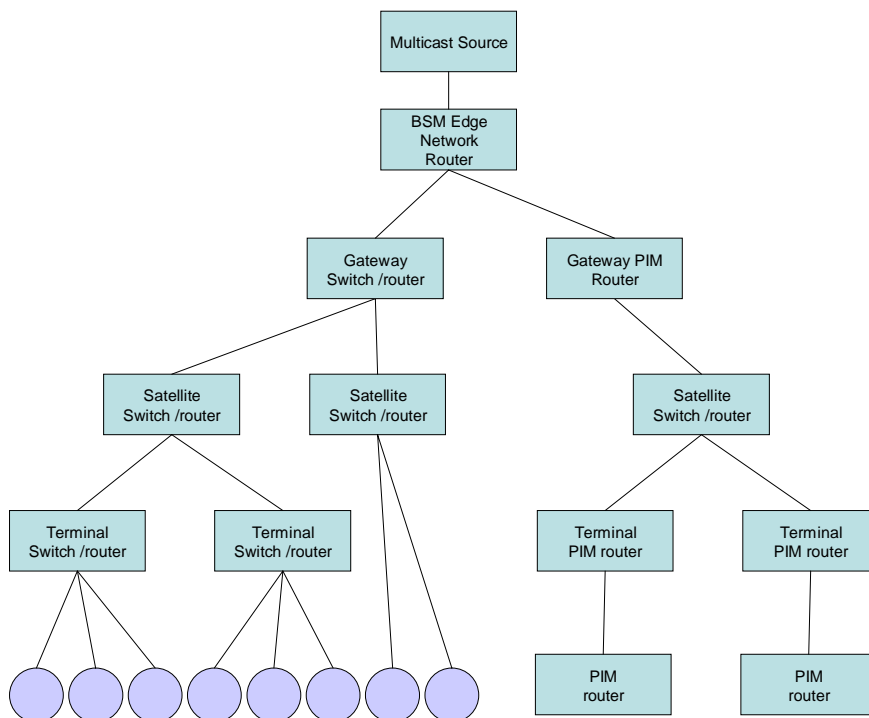 Multicast Source
BSM Edge
Network
Router
Gateway
Switch /router
Gateway PIM
Router
Satellite
Switch /router
Satellite
Switch /router
Satellite
Switch /router
Terminal
Switch /router
Terminal
Switch /router
Terminal
PIM router
Terminal
PIM router
PIM
router
PIM
router